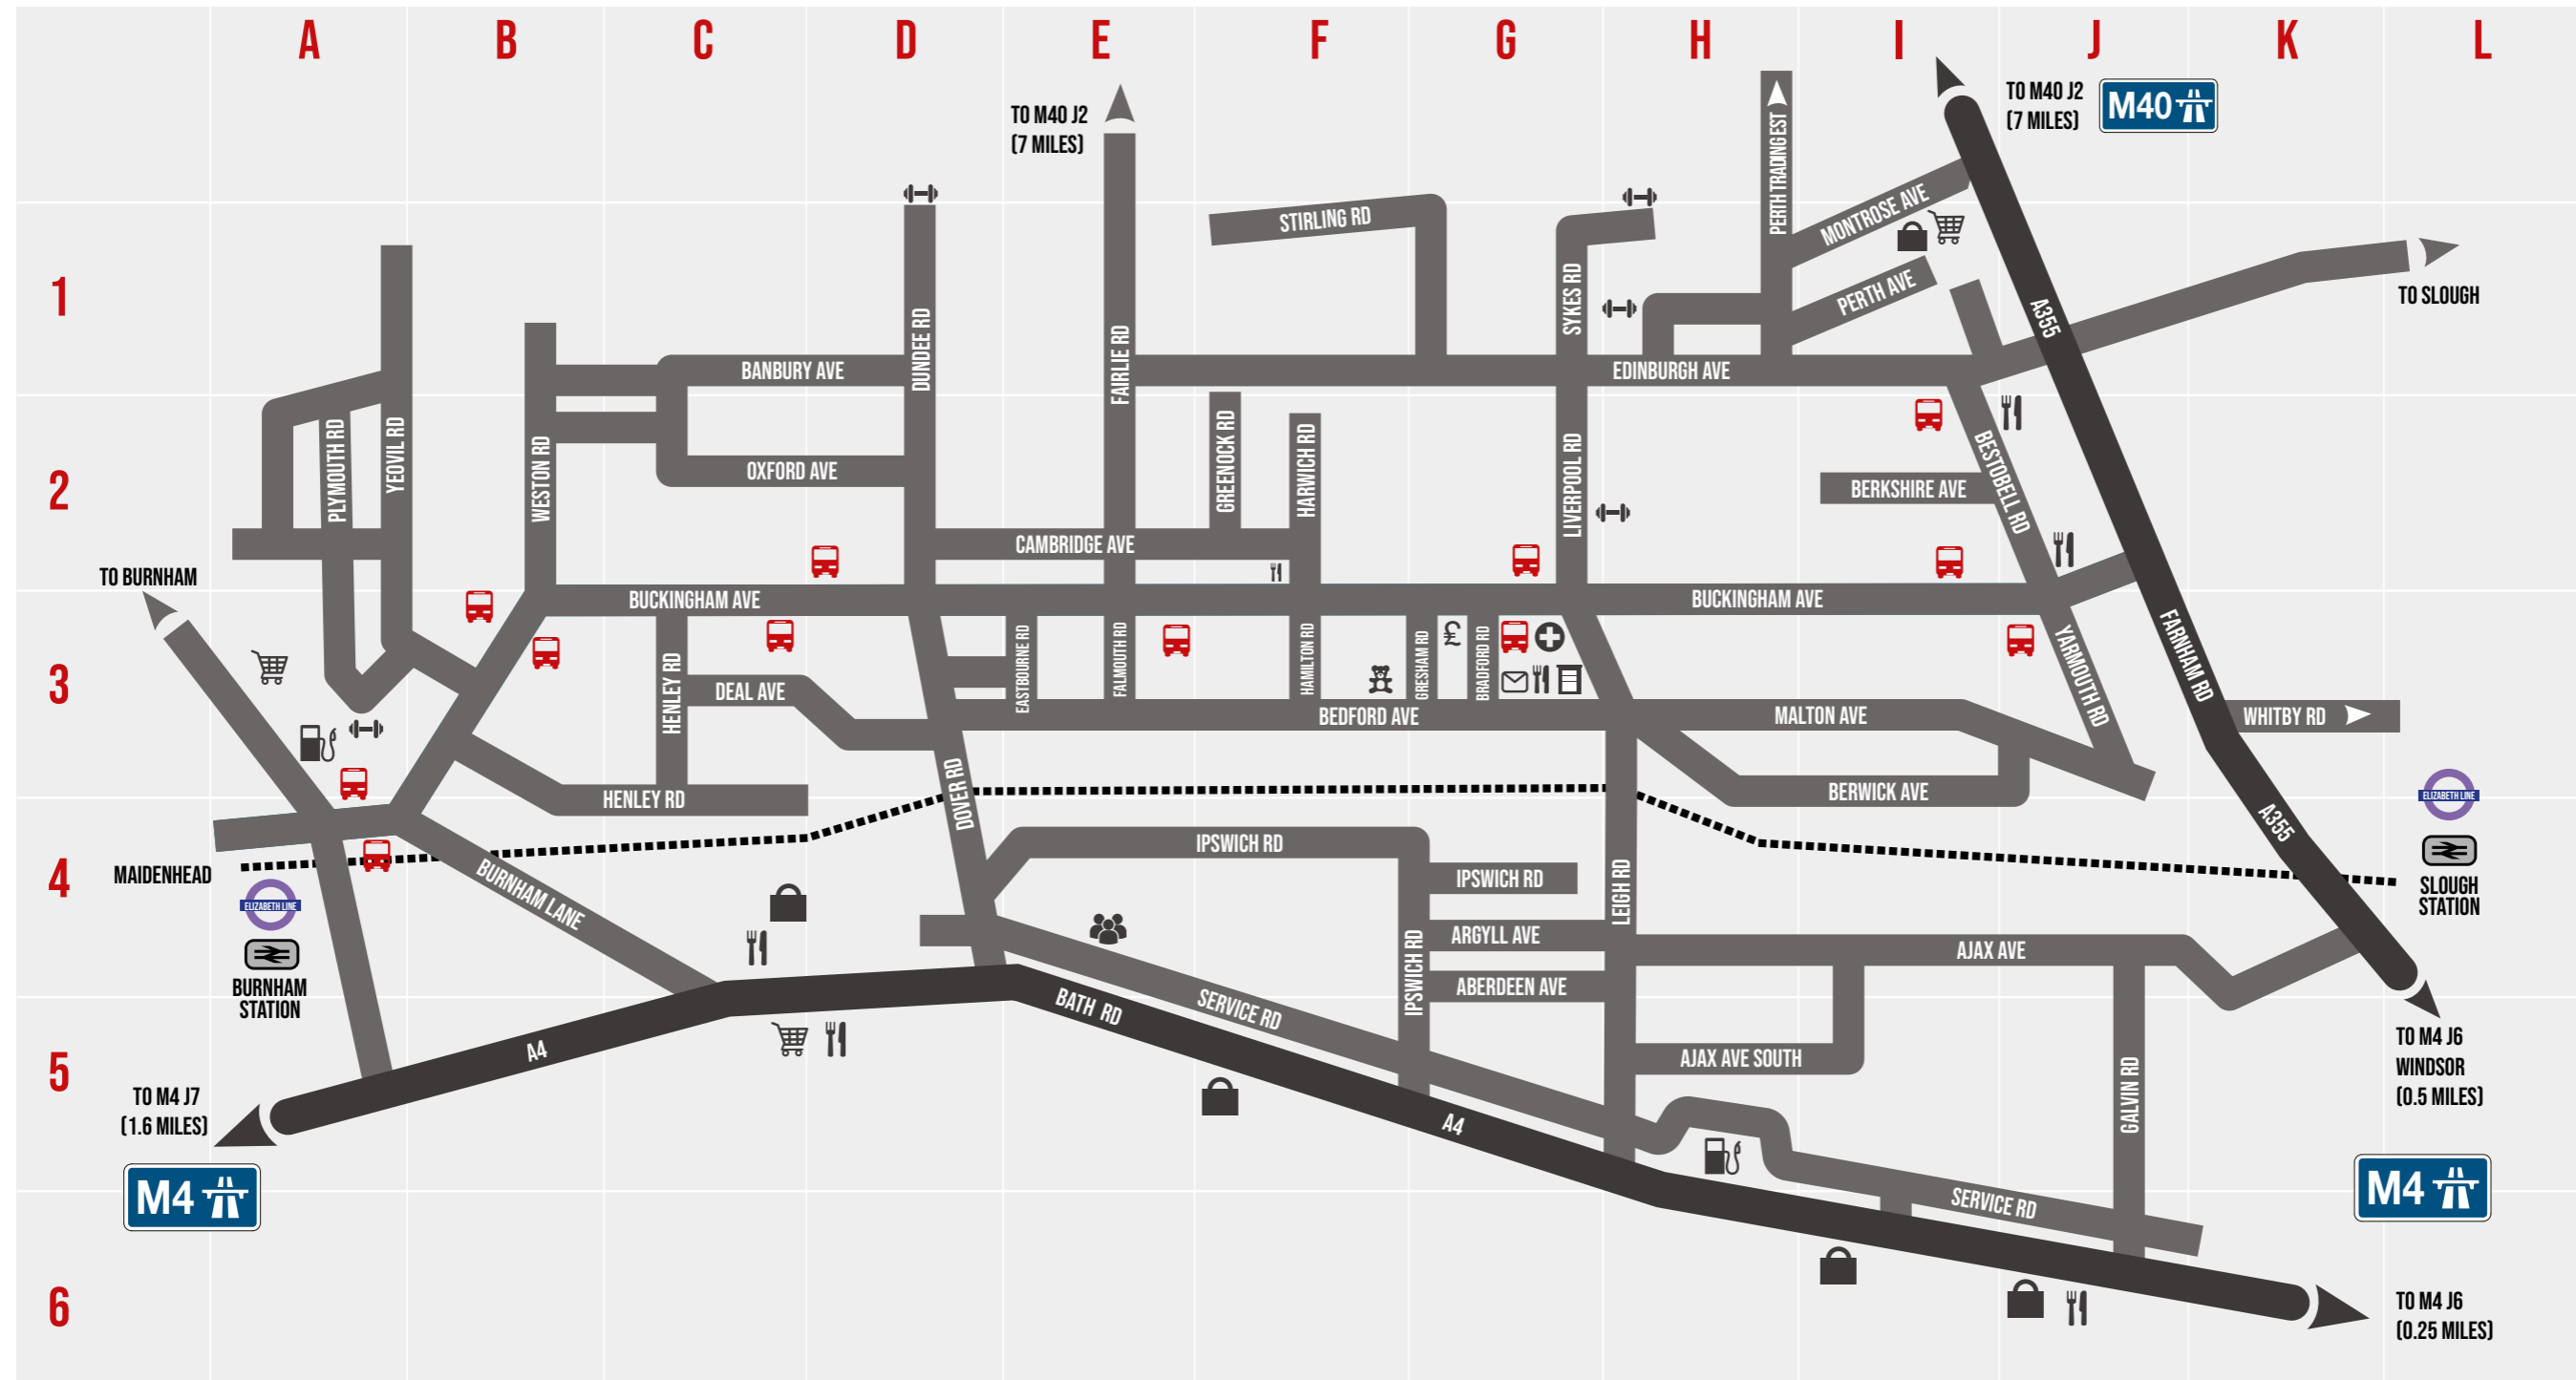 A
B
C
D
E
F
G
H
I
J
K
L
1
2
3
4
5
6
TO M40 J2
(7 MILES)
TO M40 J2
(7 MILES)
M40
PERTH TRADING EST
STIRLING RD
MONTROSE AVE
PERTH AVE
SYKES RD
A355
TO SLOUGH
DUNDEE RD
FAIRLIE RD
BANBURY AVE
EDINBURGH AVE
PLYMOUTH RD
YEOVIL RD
WESTON RD
OXFORD AVE
GREENOCK RD
HARWICH RD
LIVERPOOL RD
BERKSHIRE AVE
BESTOBELL RD
CAMBRIDGE AVE
TO BURNHAM
BUCKINGHAM AVE
BUCKINGHAM AVE
HENLEY RD
DEAL AVE
EASTBOURNE RD
FALMOUTH RD
HAMILTON RD
GRESHAM RD
£
BRADFORD RD
YARMOUTH RD
FARNHAM RD
BEDFORD AVE
MALTON AVE
WHITBY RD
DOVER RD
HENLEY RD
BERWICK AVE
A355
ELIZABETH LINE
SLOUGH
STATION
IPSWICH RD
IPSWICH RD
LEIGH RD
MAIDENHEAD
ELIZABETH LINE
BURNHAM
STATION
BURNHAM LANE
ARGYLL AVE
AJAX AVE
IPSWICH RD
ABERDEEN AVE
BATH RD
SERVICE RD
A4
AJAX AVE SOUTH
GALVIN RD
TO M4 J6
WINDSOR
(0.5 MILES)
TO M4 J7
(1.6 MILES)
M4
A4
SERVICE RD
M4
TO M4 J6
(0.25 MILES)